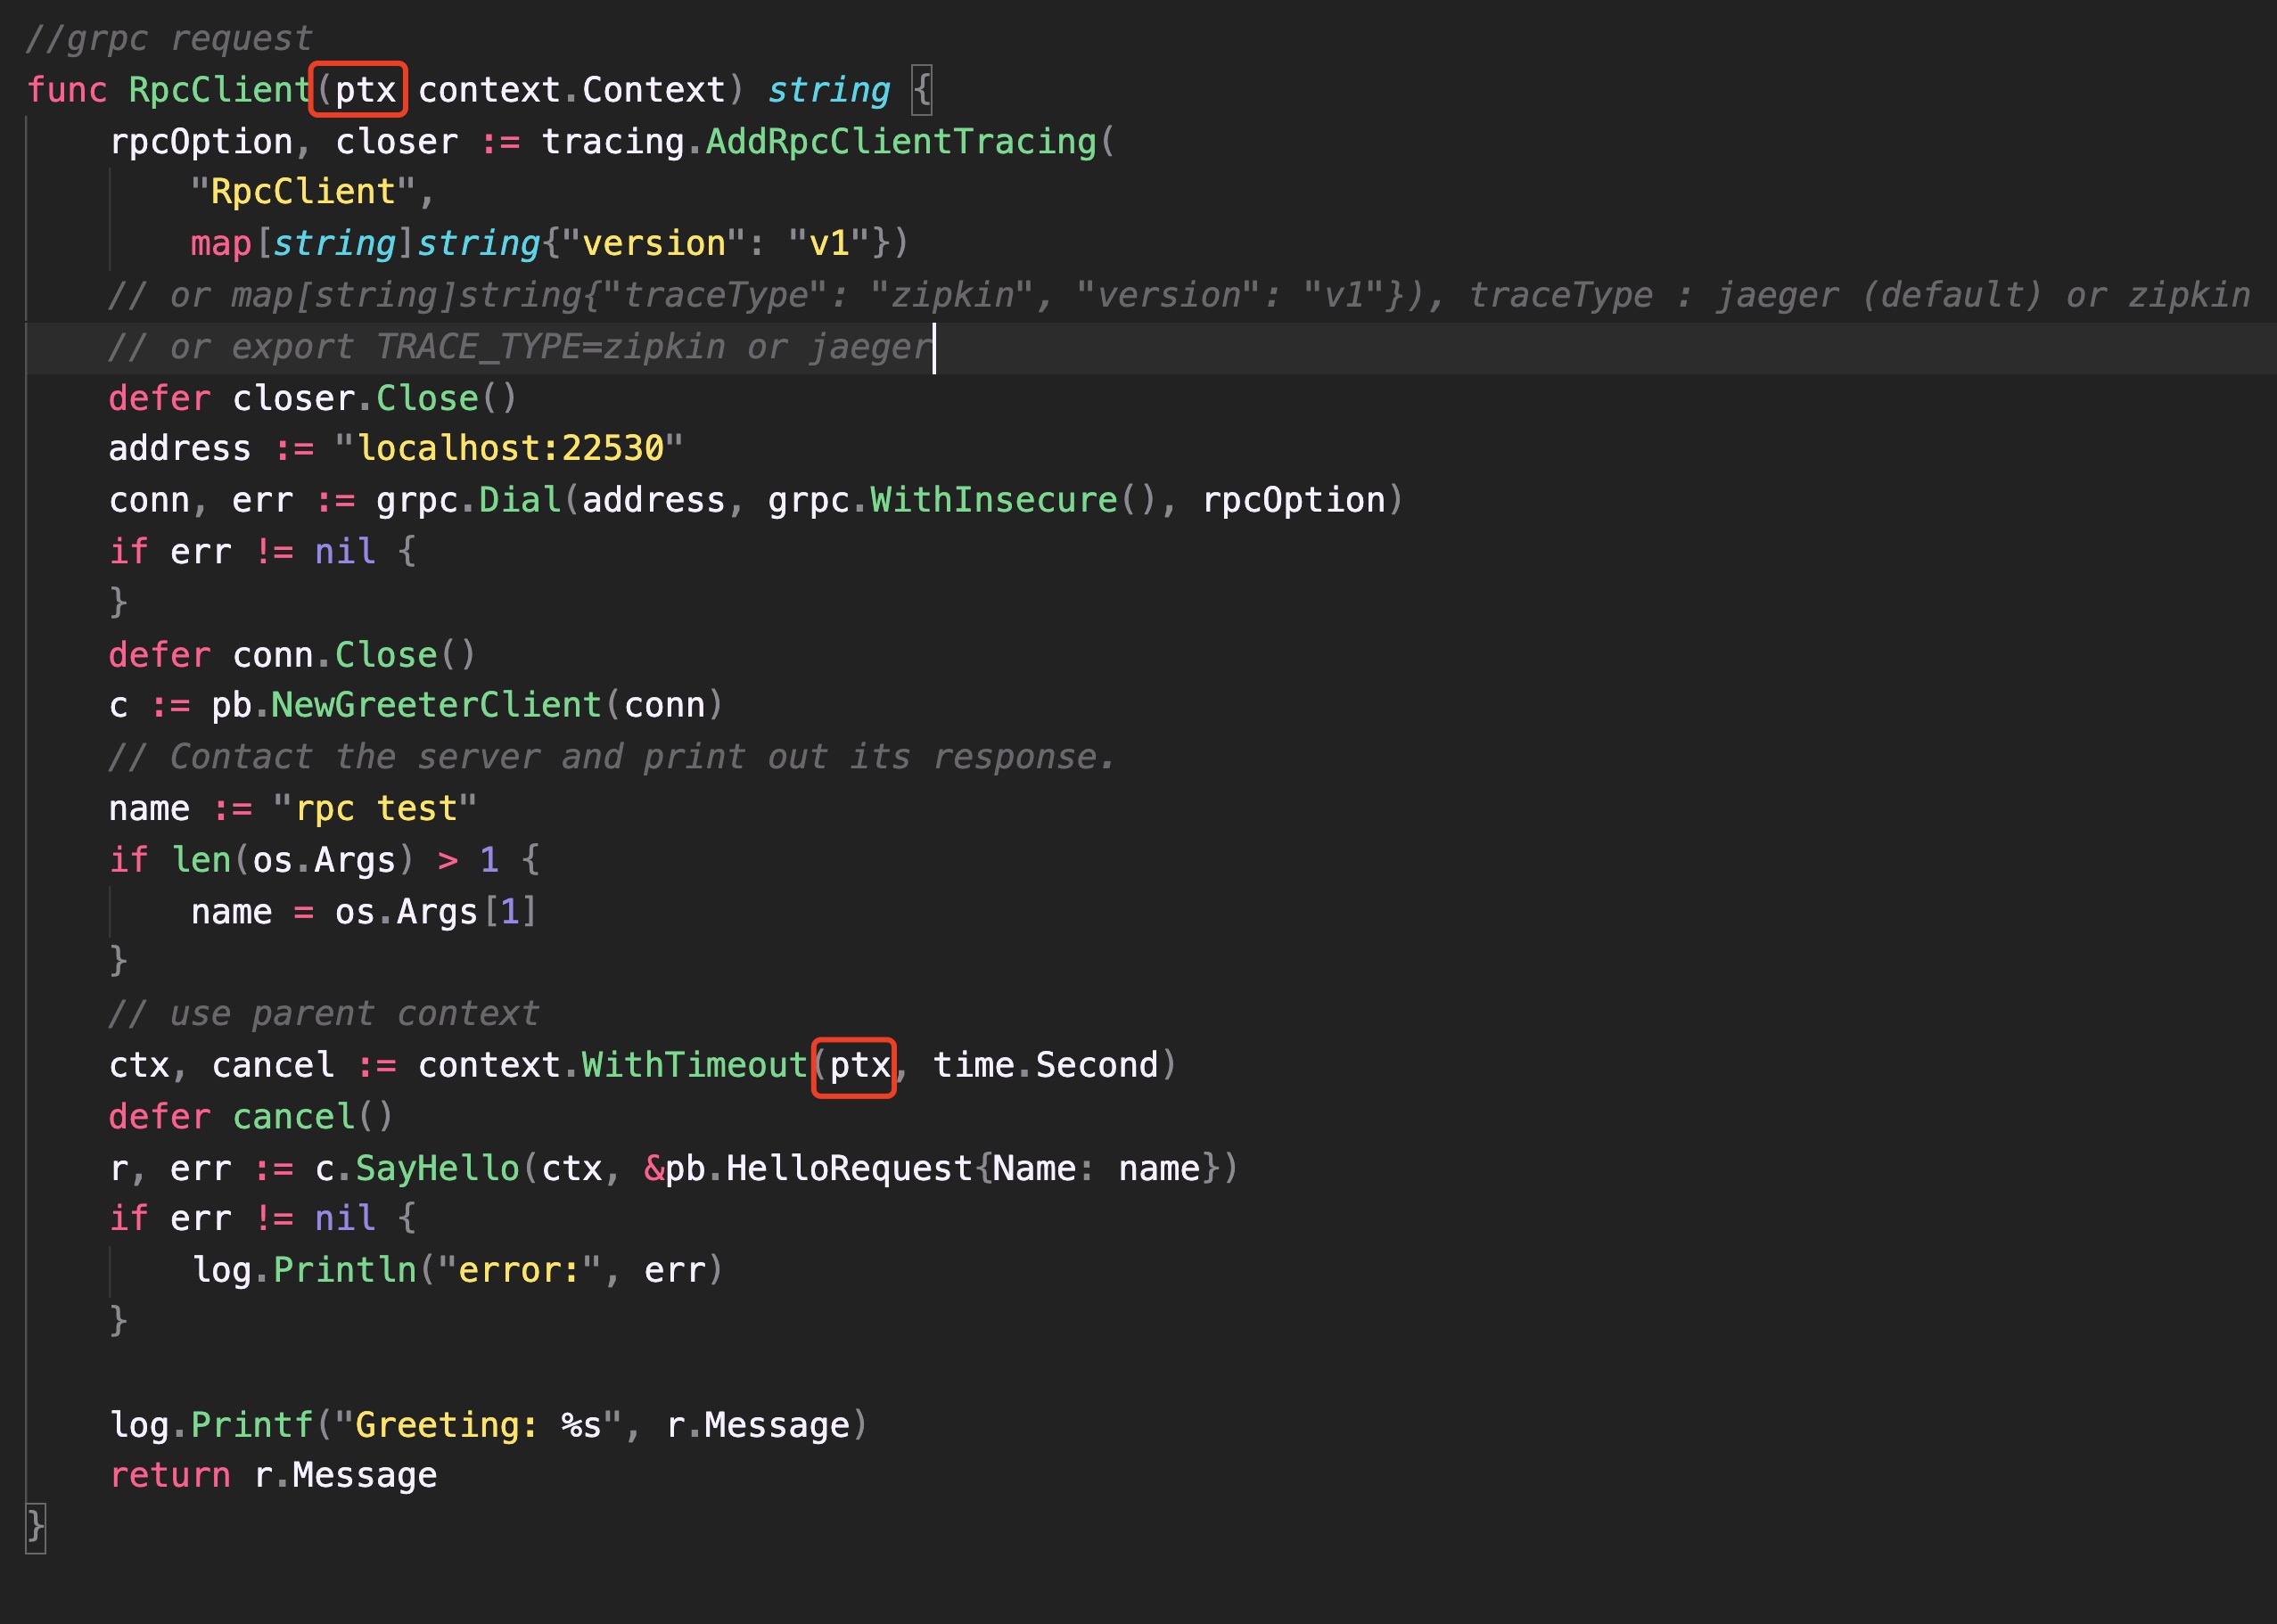 //grpc request
func RpcClient(ptx context.Context) string {
rpcOption, closer := tracing.AddRpcClientTracing(
"RpcClient",
map[string]string{"version": "v1"})
// or map[string]string{"traceType": "zipkin", "version": "v1"}), traceType : jaeger (default) or zipkin
// or export TRACE_TYPE=zipkin or jaeger
defer closer.Close()
address := "localhost:22530"
conn, err := grpc.Dial(address, grpc.WithInsecure(), rpcOption)
if err != nil {
}
defer conn.Close()
c := pb.NewGreeterClient(conn)
// Contact the server and print out its response.
name := "rpc test"
if len(os.Args) > 1 {
name = os.Args[1]
}
// use parent context
ctx, cancel := context.WithTimeout(ptx, time.Second)
defer cancel()
r, err := c.SayHello(ctx, &pb.HelloRequest{Name: name})
if err != nil {
log.Println("error:", err)
}
log.Printf("Greeting: %s", r.Message)
return r.Message
}